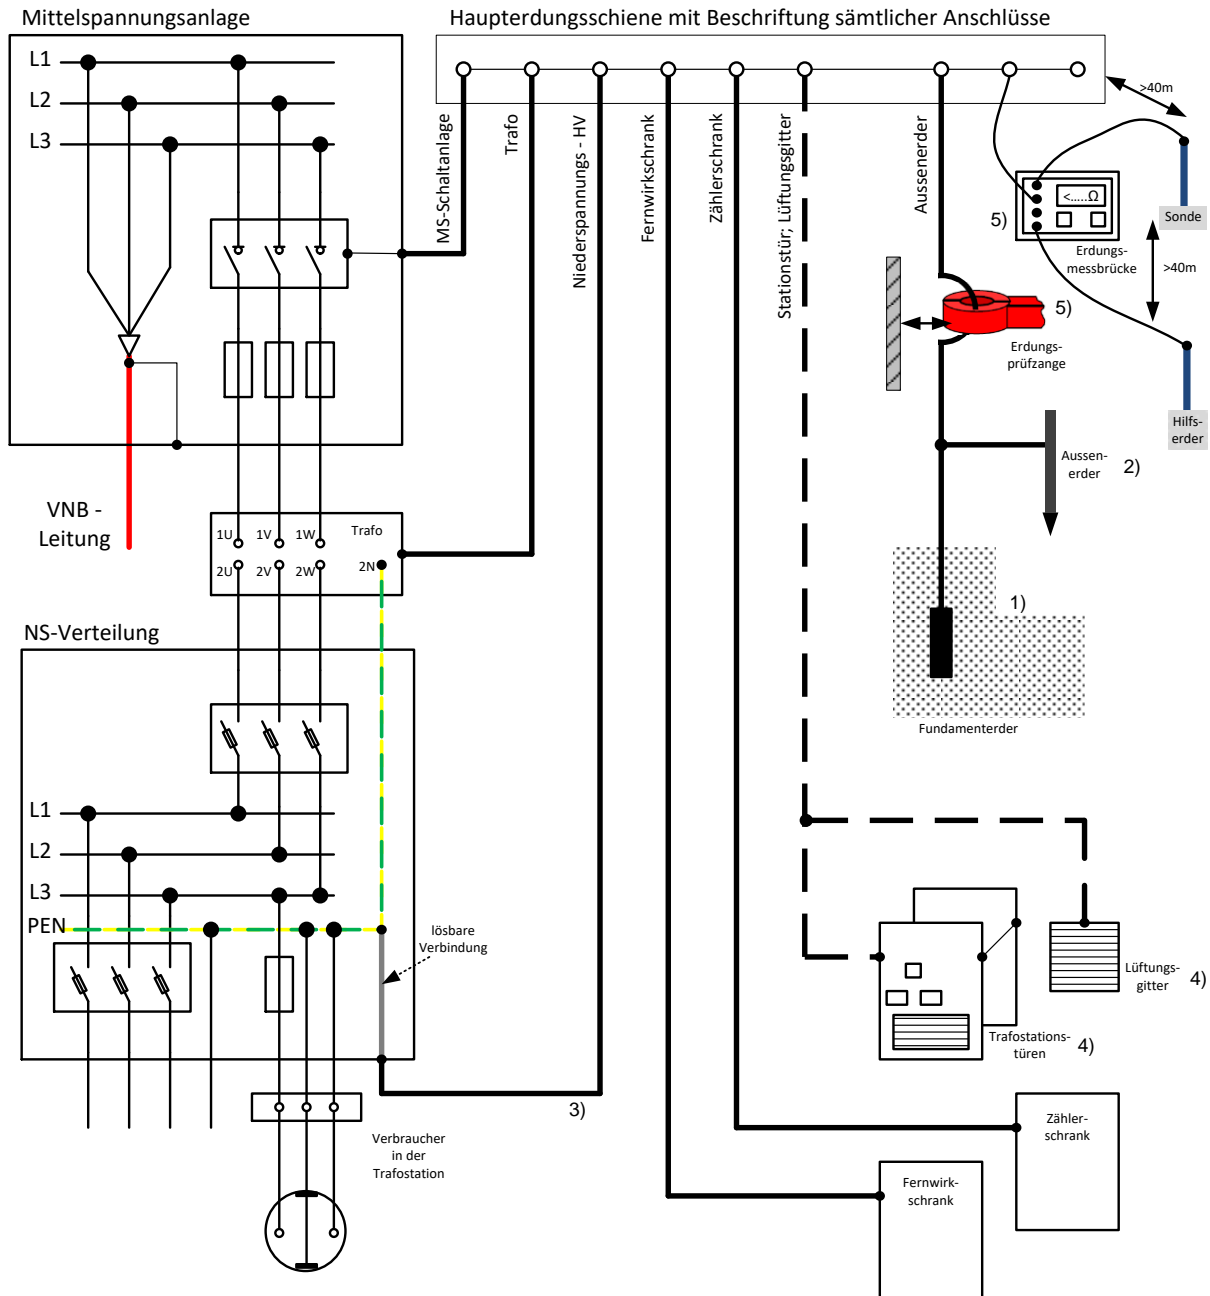 Mittelspannungsanlage
Haupterdungsschiene mit Beschriftung sämtlicher Anschlüsse
L1
L2
L3
MS-Schaltanlage
Trafo
Niederspannungs - HV
Fernwirkschrank
Zählerschrank
Stationstür; Lüftungsgitter
Aussenerder
>40m
<.....Ω
5)
Erdungs-
messbrücke
Sonde
>40m
5)
Erdungs-
prüfzange
Hilfs-
erder
Aussen-
erder
2)
VNB -
Leitung
1U
1V
1W
Trafo
2U
2V
2W
2N
1)
Fundamenterder
NS-Verteilung
L1
L2
L3
PEN
lösbare
Verbindung
Lüftungs-
gitter
4)
Trafostations-
türen
4)
3)
Verbraucher
in der
Trafostation
Zähler-
schrank
Fernwirk-
schrank